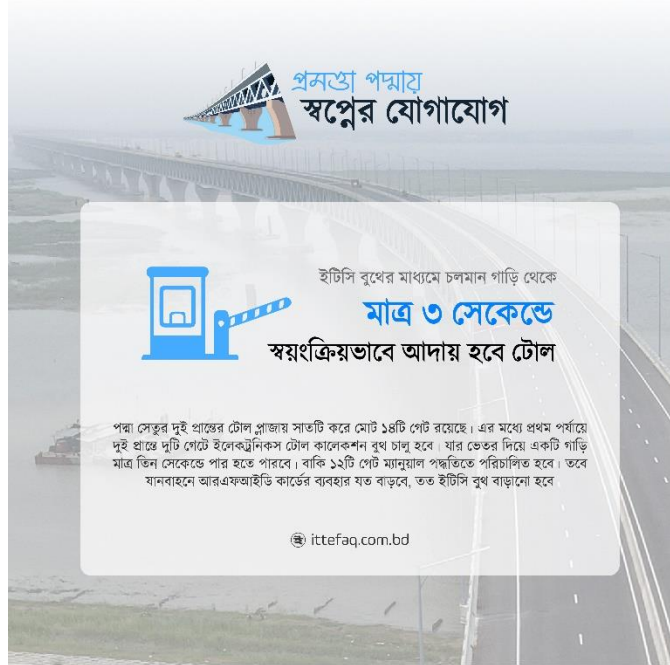 প্রমত্তা পদ্মায়
স্বপ্নের যোগাযোগ
ইটিসি বুথের মাধ্যমে চলমান গাড়ি থেকে
মাত্র ৩ সেকেন্ডে
স্বয়ংক্রিয়ভাবে আদায় হবে টোল
পদ্মা সেতুর দুই প্রান্তের টোল প্লাজায় সাতটি করে মোট ১৪টি গেট রয়েছে। এর মধ্যে প্রথম পর্যায়ে
দুই প্রান্তে দুটি গেটে ইলেকট্রনিকস টোল কালেকশন বুথ চালু হবে। যার ভেতর দিয়ে একটি গাড়ি
মাত্র তিন সেকেন্ডে পার হতে পারবে। বাকি ১২টি গেট ম্যানুয়াল পদ্ধতিতে পরিচালিত হবে। তবে
যানবাহনে আরএফআইডি কার্ডের ব্যবহার যত বাড়বে, তত ইটিসি বুথ বাড়ানো হবে
ittefaq.com.bd